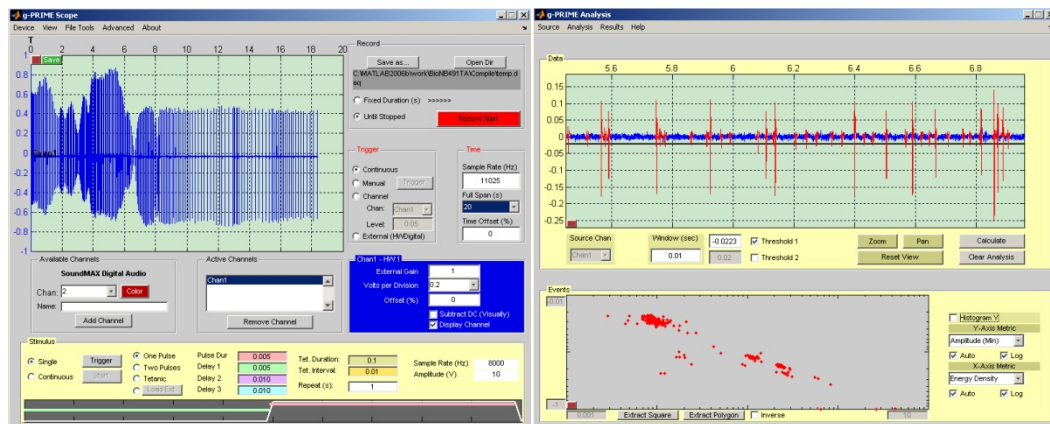 g-PRIME Scope
Device View File Tools Advanced About
T
0 2 4 6 8 10 12 14 16 18 20
1
0.8
0.6
0.4
0.2
0
-0.2
-0.4
-0.6
-0.8
-1
Save
Record
Save as...
Open Dir
C:\MATLAB2006b\work\BioNB491TA\Compile\temp.d
aq
Fixed Duration (s) >>>>>>
Until Stopped
Record Start
Trigger
Continuous
Manual Trigger
Channel
Chan: Chan1
Level: 0.05
External (HWDigital)
Time
Sample Rate (Hz)
11025
Full Span (s)
20
Time Offset (%)
0
Available Channels
SoundMAX Digital Audio
Chan: 2 Color
Name:
Add Channel
Active Channels
Chan1
Remove Channel
Chan1 - HW:1
External Gain 1
Volts per Division 0.2
Offset (%) 0
Subtract DC (Visually)
Display Channel
Stimulus
Single Trigger
Continuous Start
One Pulse
Two Pulses
Tetanic
Load Ext
Pulse Dur 0.005
Delay 1 0.005
Delay 2 0.010
Delay 3 0.010
Tet. Duration: 0.1
Tet. Interval: 0.01
Repeat (s): 1
Sample Rate (Hz) 8000
Amplitude (V) 10
g-PRIME Analysis
Source Analysis Results Help
Data
5.6 5.8 6 6.2 6.4 6.6 6.8
0.15
0.1
0.05
0
-0.05
-0.1
-0.15
-0.2
-0.25
Source Chan
Chan1
Window (sec)
0.01
-0.0223 Threshold 1
0.02 Threshold 2
Zoom Pan
Reset View
Calculate
Clear Analysis
Events
-0.01
-1
0.001
Extract Square
Extract Polygon
Inverse
10
Histogram Y
Y-Axis Metric
Amplitude (Min)
Auto Log
X-Axis Metric
Energy Density
Auto Log